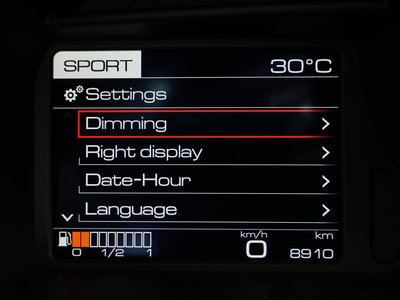 SPORT 30°C
Settings
Dimming >
Right display >
Date-Hour >
Language >
km/h km
0 1/2 1 0 8910